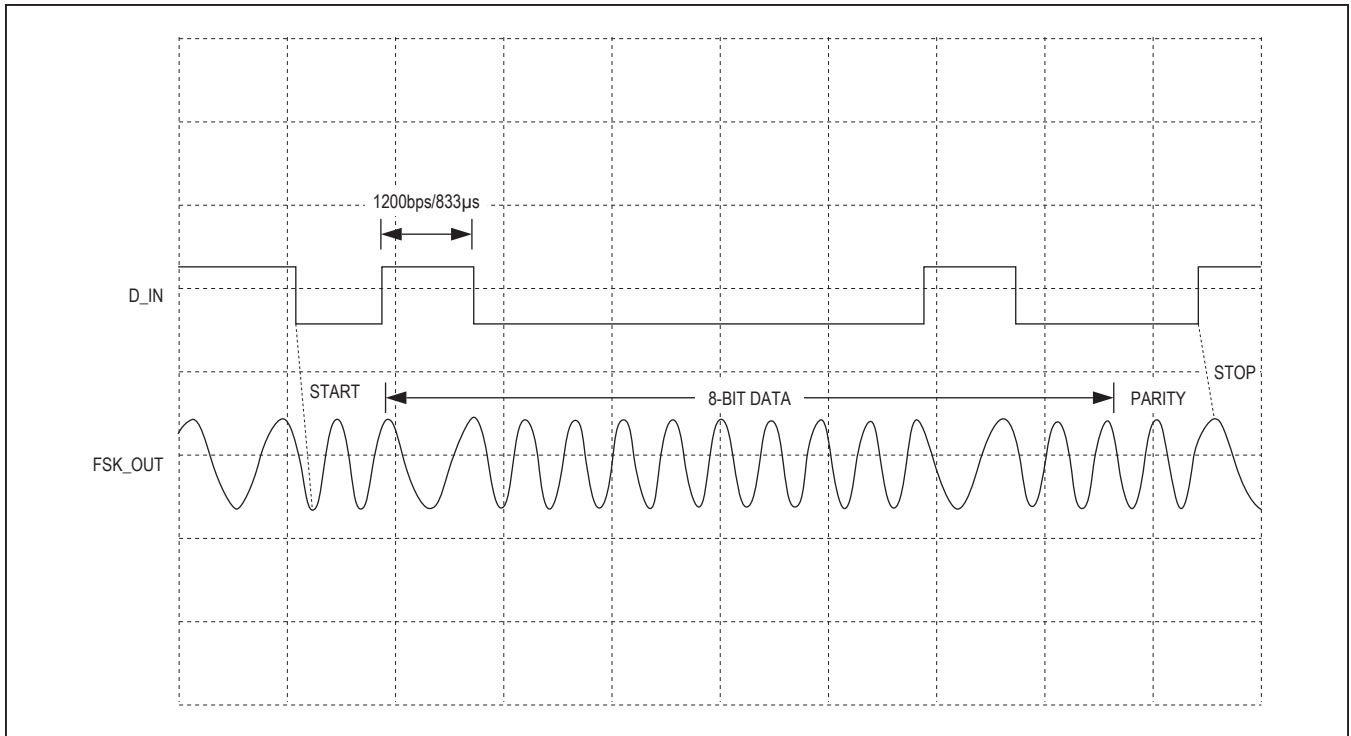 1200bps/833µs
D_IN
START
8-BIT DATA
PARITY
STOP
FSK_OUT